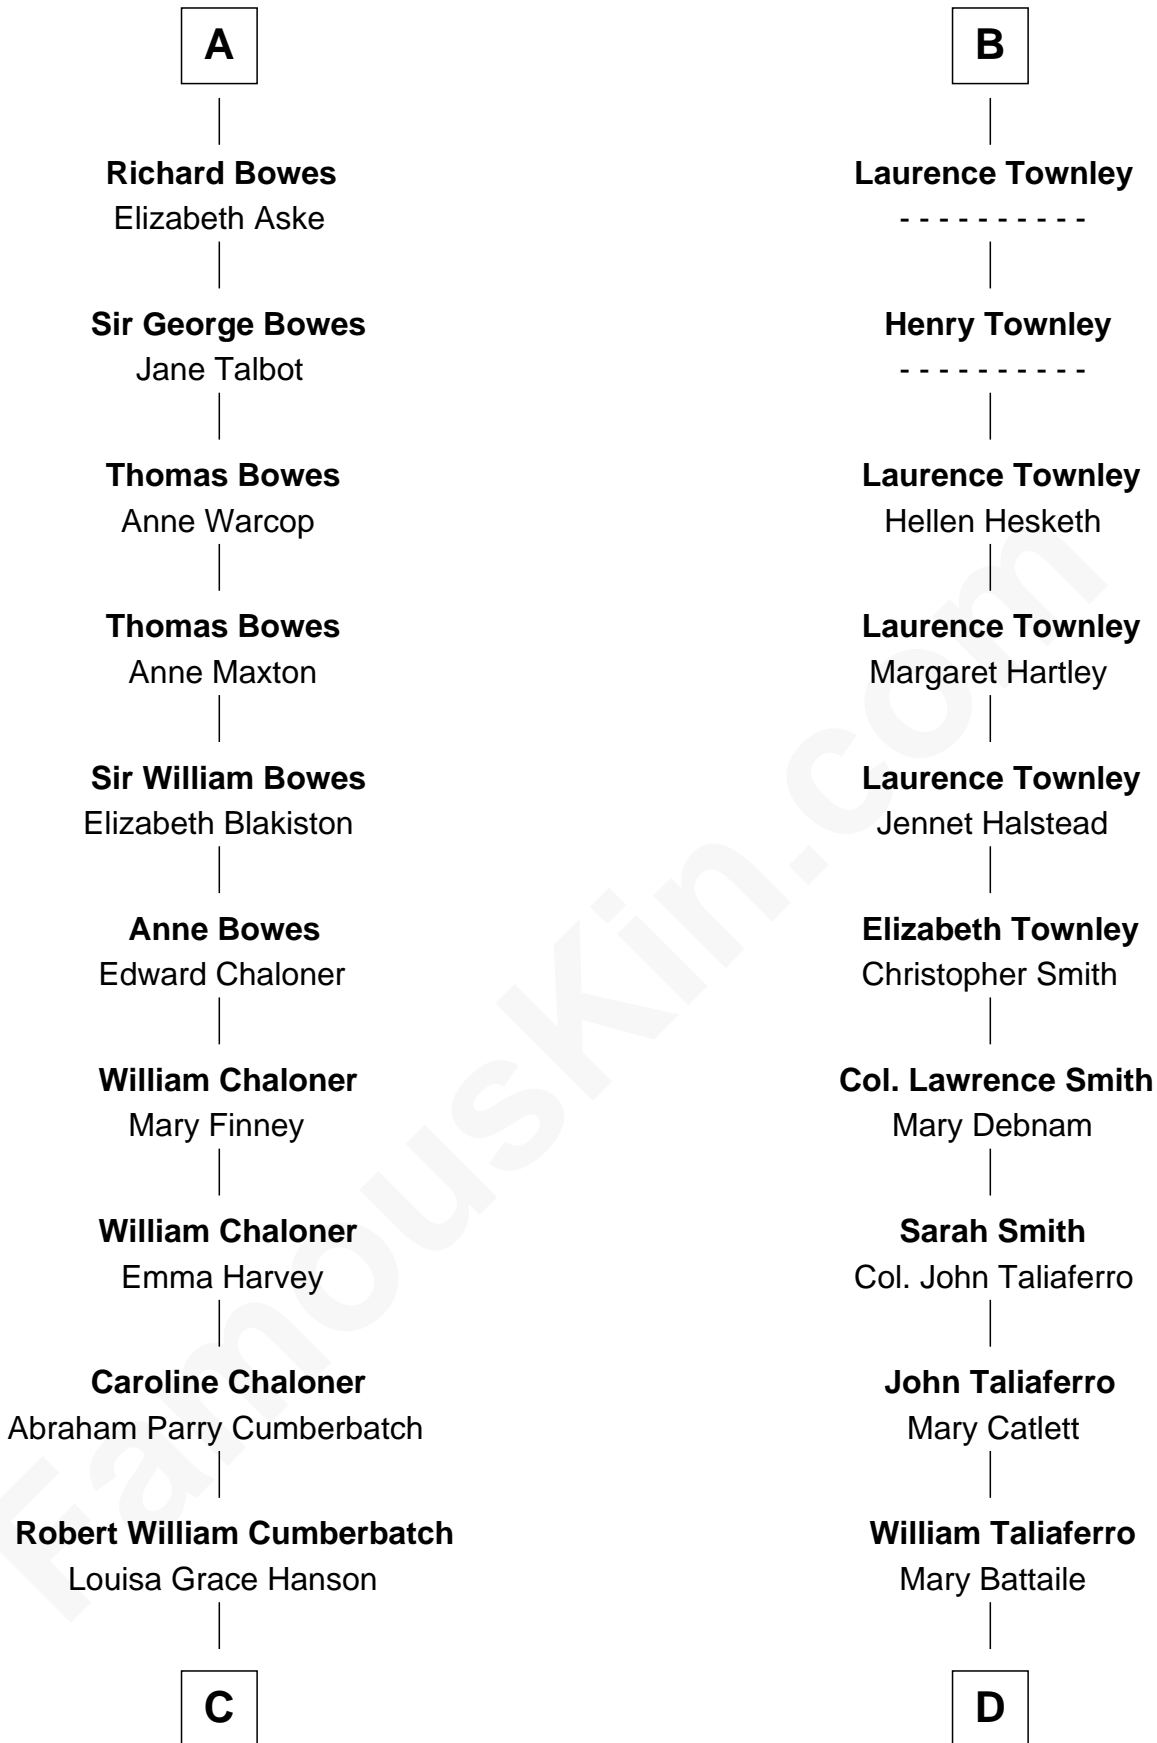 A
Richard Bowes
Elizabeth Aske
Sir George Bowes
Jane Talbot
Thomas Bowes
Anne Warcop
Thomas Bowes
Anne Maxton
Sir William Bowes
Elizabeth Blakiston
Anne Bowes
Edward Chaloner
William Chaloner
Mary Finney
William Chaloner
Emma Harvey
Caroline Chaloner
Abraham Parry Cumberbatch
Robert William Cumberbatch
Louisa Grace Hanson
C
B
Laurence Townley
- - - - - - - - - -
Henry Townley
- - - - - - - - - -
Laurence Townley
Hellen Hesketh
Laurence Townley
Margaret Hartley
Laurence Townley
Jennet Halstead
Elizabeth Townley
Christopher Smith
Col. Lawrence Smith
Mary Debnam
Sarah Smith
Col. John Taliaferro
John Taliaferro
Mary Catlett
William Taliaferro
Mary Battaile
D
FamousKin.com